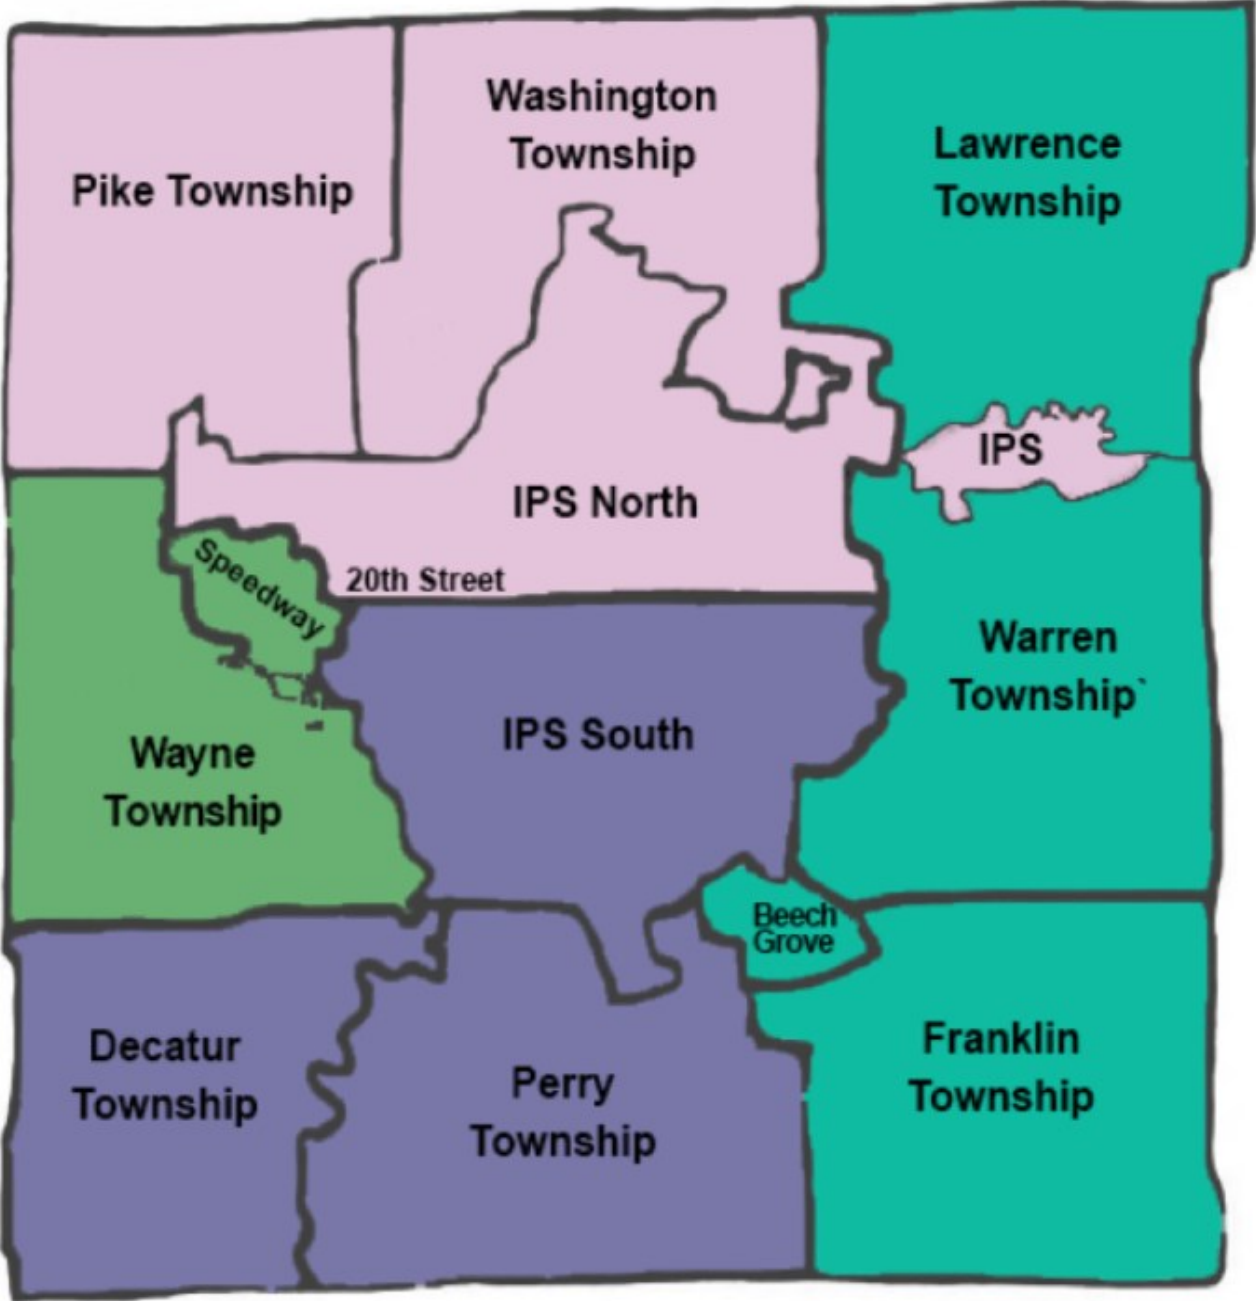 Washington
Township
Lawrence
Township
Pike Township
IPS
IPS North
Speedway
20th Street
Warren
Township`
IPS South
Wayne
Township
Beech
Grove
Decatur
Township
Franklin
Township
Perry
Township